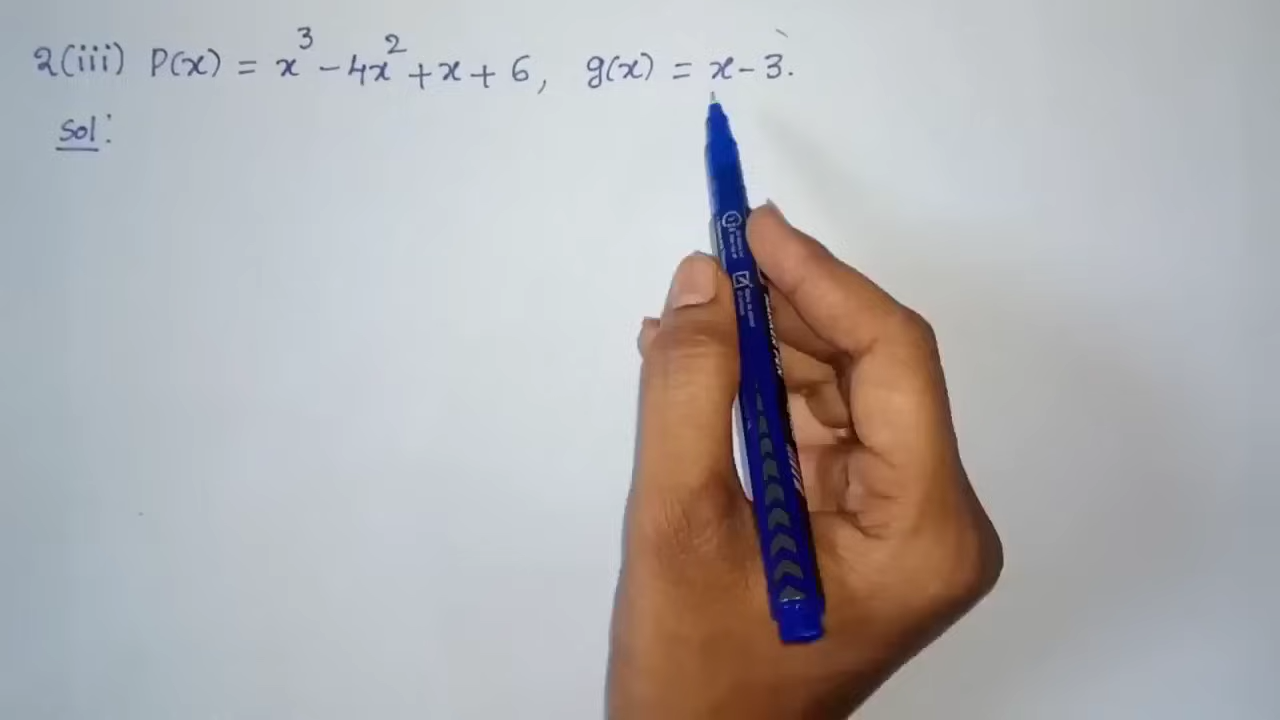 2(iii) P(x) = x³ - 4x² + x + 6, g(x) = x - 3.
Sol: